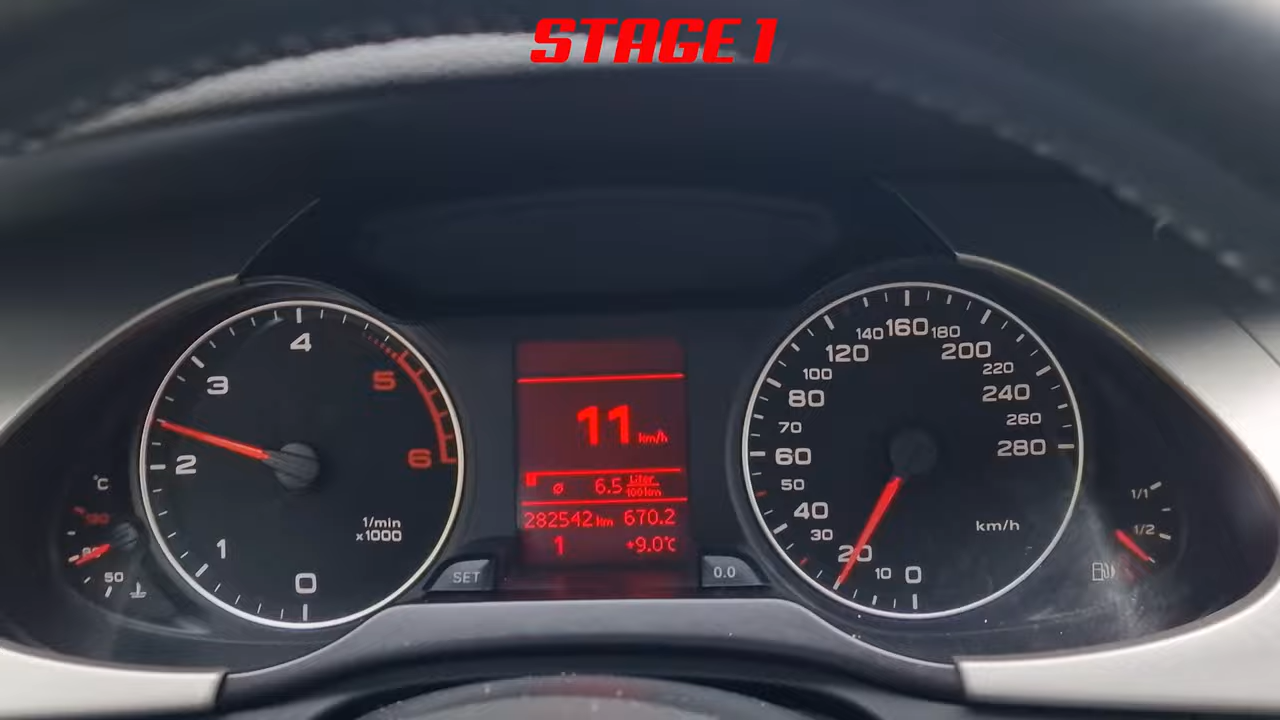 STAGE 1
4
3
5
2
6
1
0
1/min
x1000
°C
130
50
11 km/h
ø 6.5 Liter
100km
282542 km 670.2
1 +9.0°C
SET
0.0
140 160 180
120 200
100 220
80 240
70 260
60 280
50
40
30
20
10 0
km/h
1/1
1/2